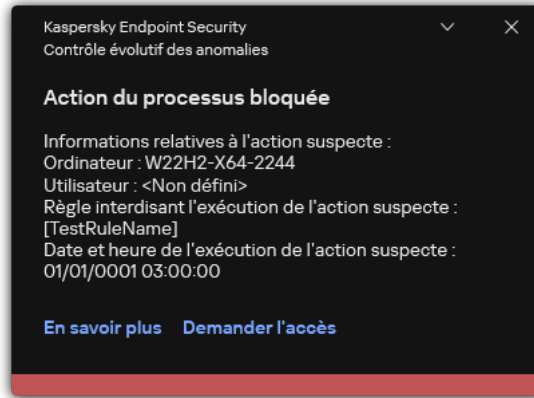 Kaspersky Endpoint Security
Contrôle évolutif des anomalies
Action du processus bloquée
Informations relatives à l'action suspecte :
Ordinateur : W22H2-X64-2244
Utilisateur : <Non défini>
Règle interdisant l'exécution de l'action suspecte :
[TestRuleName]
Date et heure de l'exécution de l'action suspecte :
01/01/0001 03:00:00
En savoir plus Demander l'accès